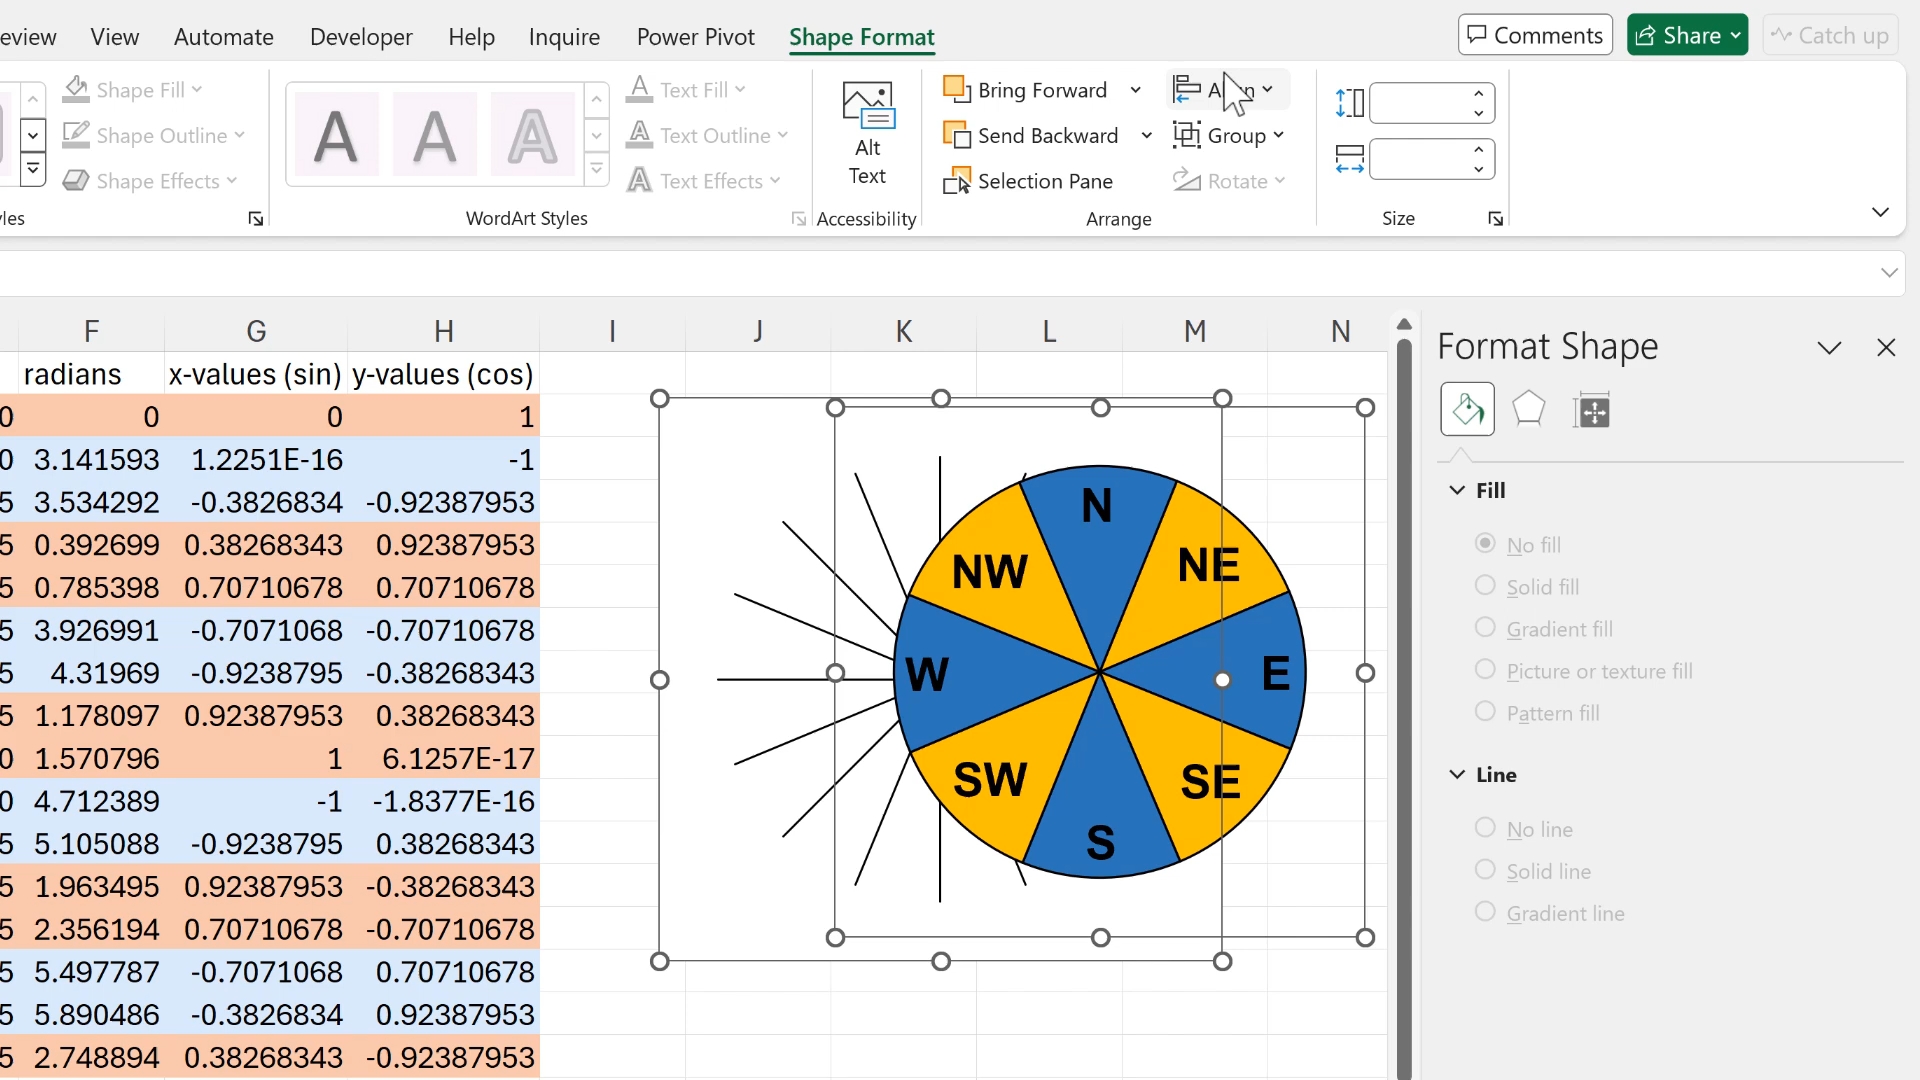 eview View Automate Developer Help Inquire Power Pivot Shape Format Comments Share Catch up
Shape Fill
Shape Outline
Shape Effects
les
A A A
WordArt Styles
Text Fill
Text Outline
Text Effects
Alt
Text
Accessibility
Bring Forward
Send Backward
Selection Pane
Group
Rotate
Arrange
Size
F G H I J K L M N
radians x-values (sin) y-values (cos)
0 0 0 1
0 3.141593 1.2251E-16 -1
5 3.534292 -0.3826834 -0.92387953
5 0.392699 0.38268343 0.92387953
5 0.785398 0.70710678 0.70710678
5 3.926991 -0.7071068 -0.70710678
5 4.31969 -0.9238795 -0.38268343
5 1.178097 0.92387953 0.38268343
0 1.570796 1 6.1257E-17
0 4.712389 -1 -1.8377E-16
5 5.105088 -0.9238795 0.38268343
5 1.963495 0.92387953 -0.38268343
5 2.356194 0.70710678 -0.70710678
5 5.497787 -0.7071068 0.70710678
5 5.890486 -0.3826834 0.92387953
5 2.748894 0.38268343 -0.92387953
N
NW NE
W E
SW SE
S
Format Shape
Fill
No fill
Solid fill
Gradient fill
Picture or texture fill
Pattern fill
Line
No line
Solid line
Gradient line